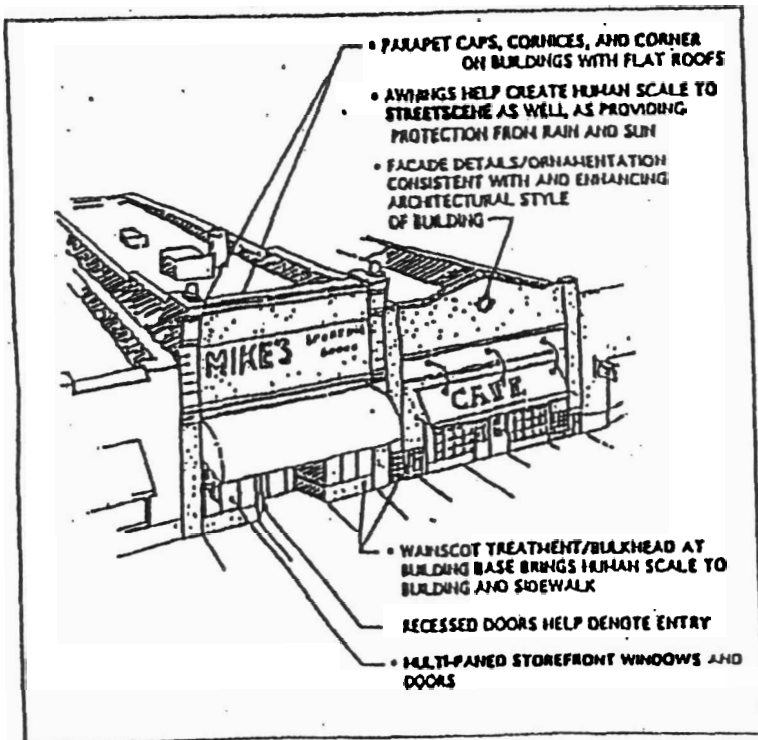 • PARAPET CAPS, CORNICES, AND CORNER
ON BUILDINGS WITH FLAT ROOFS
• AWNINGS HELP CREATE HUMAN SCALE TO
STREETSCENE AS WELL AS PROVIDING
PROTECTION FROM RAIN AND SUN
• FACADE DETAILS/ORNAMENTATION
CONSISTENT WITH AND ENHANCING
ARCHITECTURAL STYLE
OF BUILDING
MIKE'S SPORTING
GOODS
CAFE
• WAINSCOT TREATMENT/BULKHEAD AT
BUILDING BASE BRINGS HUMAN SCALE TO
BUILDING AND SIDEWALK
RECESSED DOORS HELP DENOTE ENTRY
• MULTI-PANED STOREFRONT WINDOWS AND
DOORS